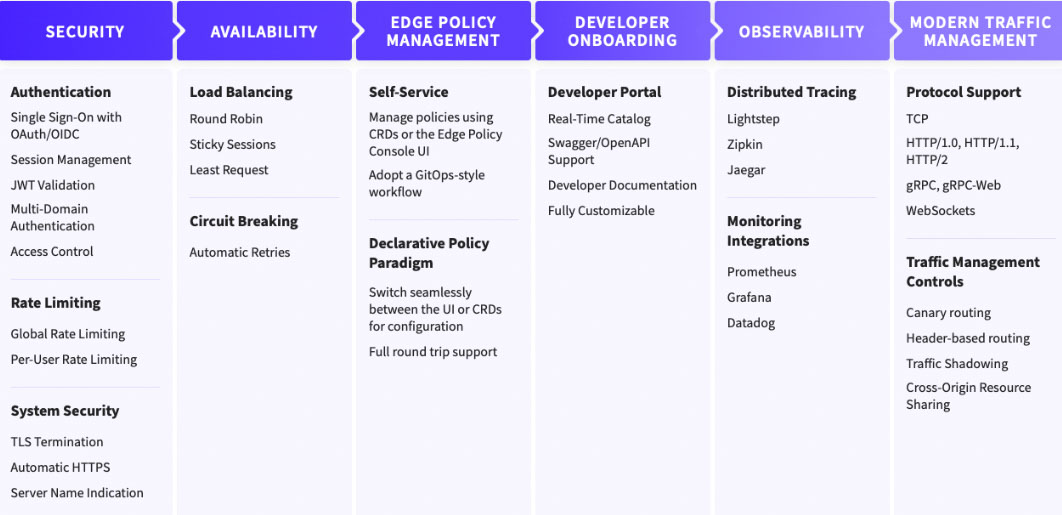 SECURITY
Authentication
Single Sign-On with
OAuth/OIDC
Session Management
JWT Validation
Multi-Domain
Authentication
Access Control
Rate Limiting
Global Rate Limiting
Per-User Rate Limiting
System Security
TLS Termination
Automatic HTTPS
Server Name Indication
AVAILABILITY
Load Balancing
Round Robin
Sticky Sessions
Least Request
Circuit Breaking
Automatic Retries
EDGE POLICY
MANAGEMENT
Self-Service
Manage policies using
CRDs or the Edge Policy
Console UI
Adopt a GitOps-style
workflow
Declarative Policy
Paradigm
Switch seamlessly
between the UI or CRDs
for configuration
Full round trip support
DEVELOPER
ONBOARDING
Developer Portal
Real-Time Catalog
Swagger/OpenAPI
Support
Developer Documentation
Fully Customizable
OBSERVABILITY
Distributed Tracing
Lightstep
Zipkin
Jaegar
Monitoring
Integrations
Prometheus
Grafana
Datadog
MODERN TRAFFIC
MANAGEMENT
Protocol Support
TCP
HTTP/1.0, HTTP/1.1,
HTTP/2
gRPC, gRPC-Web
WebSockets
Traffic Management
Controls
Canary routing
Header-based routing
Traffic Shadowing
Cross-Origin Resource
Sharing